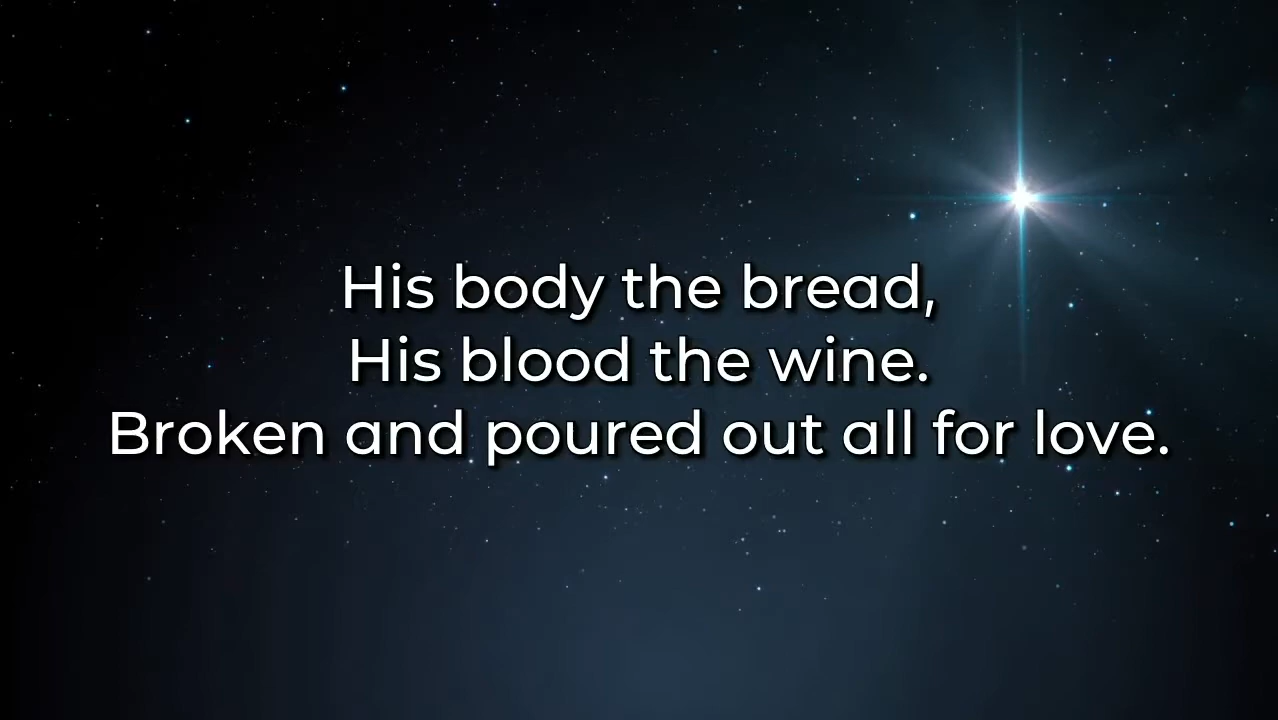 His body the bread,
His blood the wine.
Broken and poured out all for love.